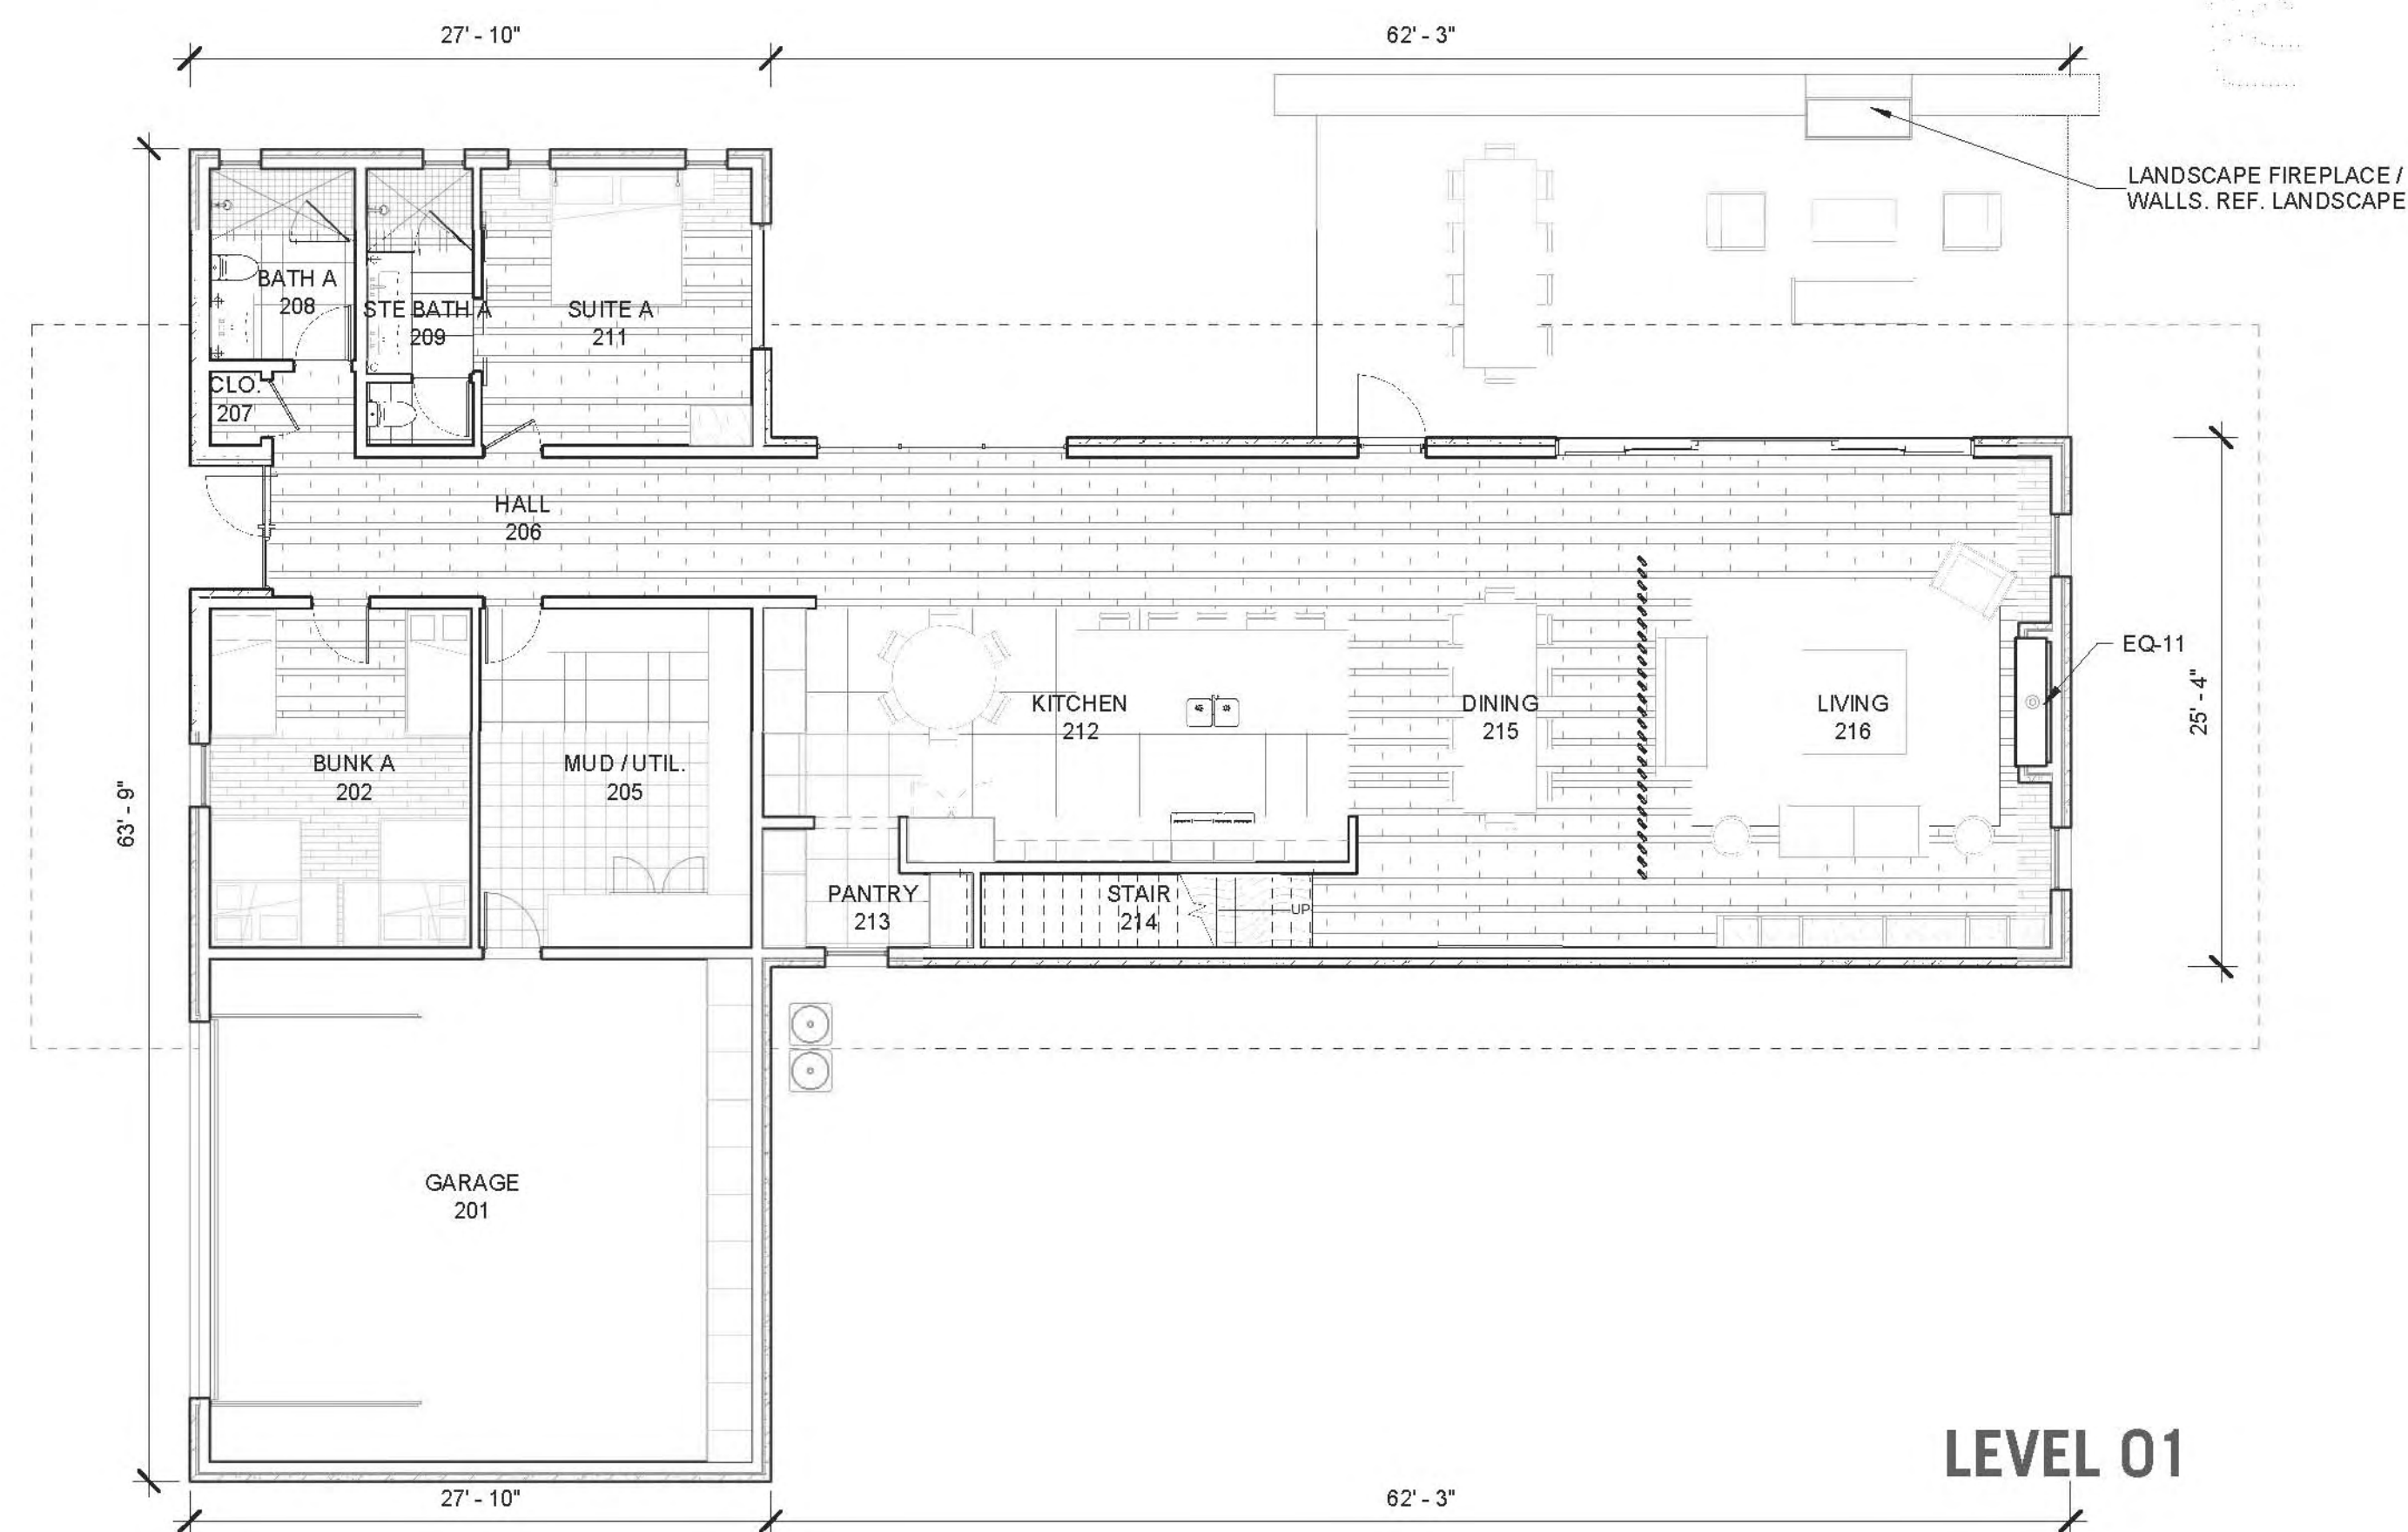 27' - 10"
62' - 3"
LANDSCAPE FIREPLACE /
WALLS. REF. LANDSCAPE
BATH A
208
STE BATH A
209
SUITE A
211
CLO.
207
HALL
206
EQ-11
25' - 4"
KITCHEN
212
DINING
215
LIVING
216
BUNK A
202
MUD / UTIL.
205
63' - 9"
PANTRY
213
STAIR
214
UP
GARAGE
201
LEVEL 01
27' - 10"
62' - 3"